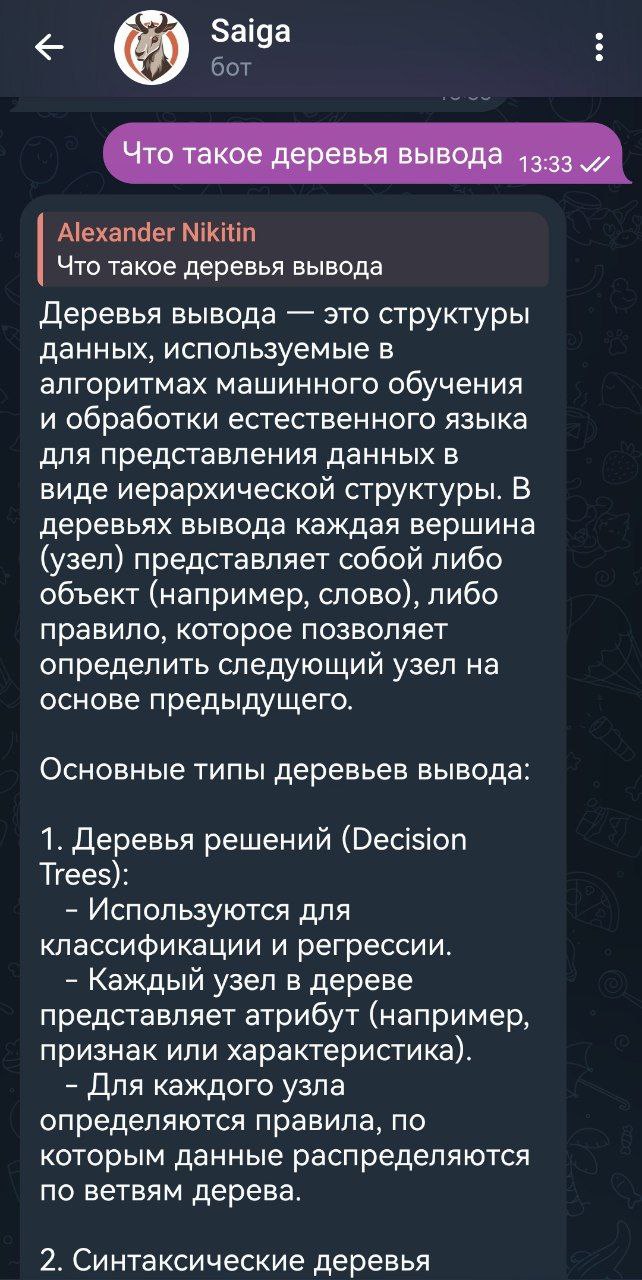 Saiga
бот
Что такое деревья вывода 13:33
Alexander Nikitin
Что такое деревья вывода
Деревья вывода — это структуры
данных, используемые в
алгоритмах машинного обучения
и обработки естественного языка
для представления данных в
виде иерархической структуры. В
деревьях вывода каждая вершина
(узел) представляет собой либо
объект (например, слово), либо
правило, которое позволяет
определить следующий узел на
основе предыдущего.
Основные типы деревьев вывода:
1. Деревья решений (Decision
Trees):
- Используются для
классификации и регрессии.
- Каждый узел в дереве
представляет атрибут (например,
признак или характеристика).
- Для каждого узла
определяются правила, по
которым данные распределяются
по ветвям дерева.
2. Синтаксические деревья